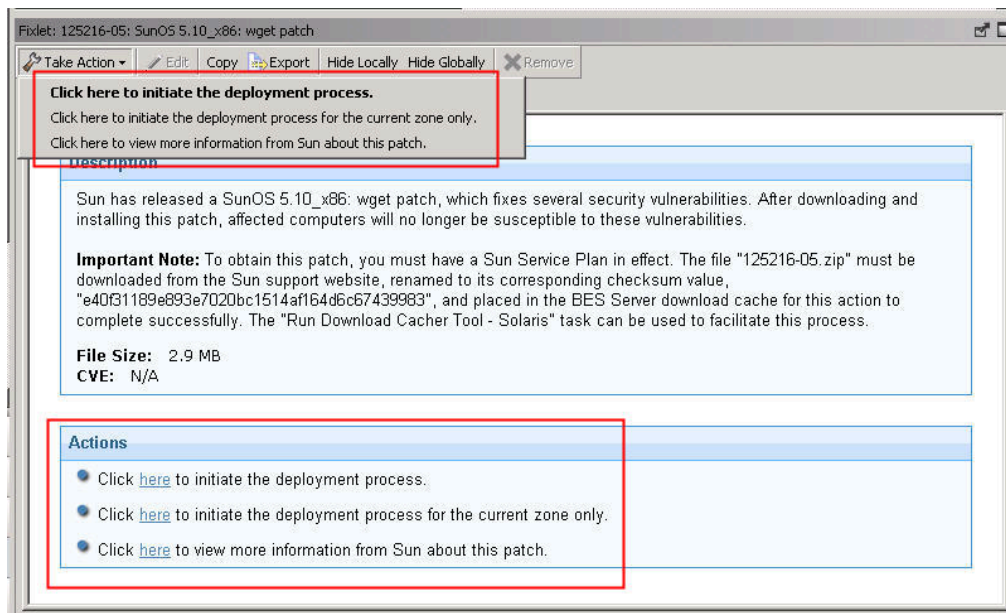 Fixlet: 125216-05: SunOS 5.10_x86: wget patch
Take Action Edit Copy Export Hide Locally Hide Globally Remove
Click here to initiate the deployment process.
Click here to initiate the deployment process for the current zone only.
Click here to view more information from Sun about this patch.
Description
Sun has released a SunOS 5.10_x86: wget patch, which fixes several security vulnerabilities. After downloading and
installing this patch, affected computers will no longer be susceptible to these vulnerabilities.
Important Note: To obtain this patch, you must have a Sun Service Plan in effect. The file "125216-05.zip" must be
downloaded from the Sun support website, renamed to its corresponding checksum value,
"e40f31189e893e7020bc1514af164d6c67439983", and placed in the BES Server download cache for this action to
complete successfully. The "Run Download Cacher Tool - Solaris" task can be used to facilitate this process.
File Size: 2.9 MB
CVE: N/A
Actions
Click here to initiate the deployment process.
Click here to initiate the deployment process for the current zone only.
Click here to view more information from Sun about this patch.